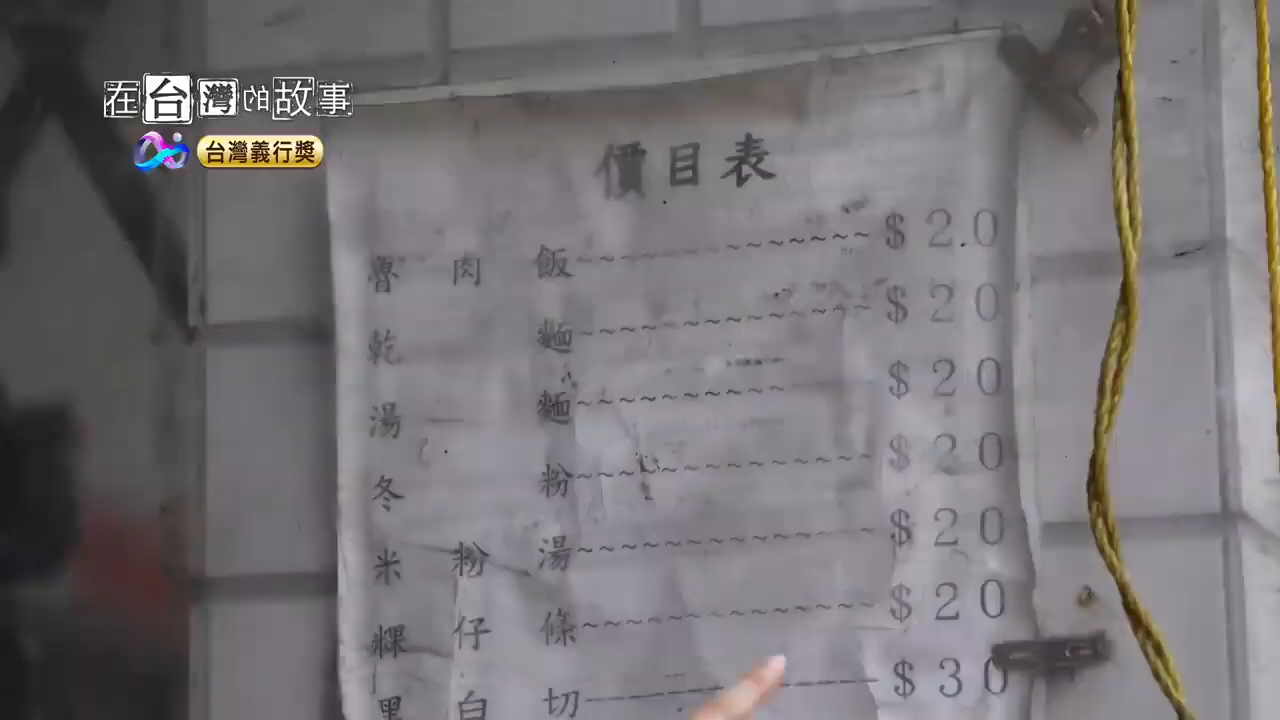 在台灣的故事
台灣義行獎
價目表
魯肉飯~~~~~~~~~~~~~~$20
乾麵~~~~~~~~~~~~~~$20
湯麵~~~~~~~~~~~~~~$20
冬粉~~~~~~~~~~~~~~$20
米粉湯~~~~~~~~~~~~~~$20
粿仔條~~~~~~~~~~~~~~$20
黑白切--------------$30